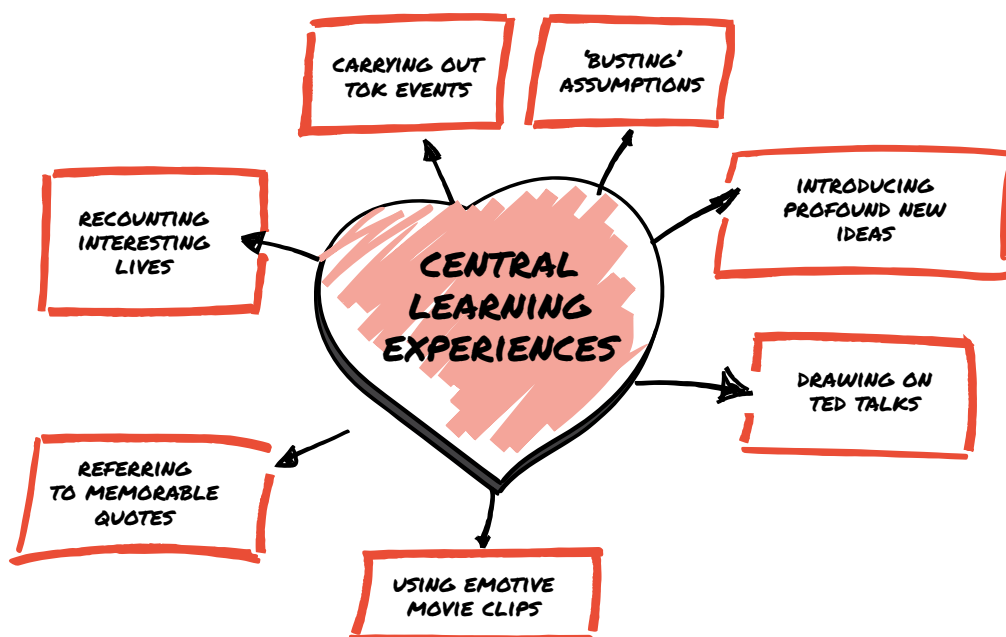 CARRYING OUT
TOK EVENTS
'BUSTING'
ASSUMPTIONS
INTRODUCING
PROFOUND NEW
IDEAS
RECOUNTING
INTERESTING
LIVES
CENTRAL
LEARNING
EXPERIENCES
DRAWING ON
TED TALKS
REFERRING
TO MEMORABLE
QUOTES
USING EMOTIVE
MOVIE CLIPS